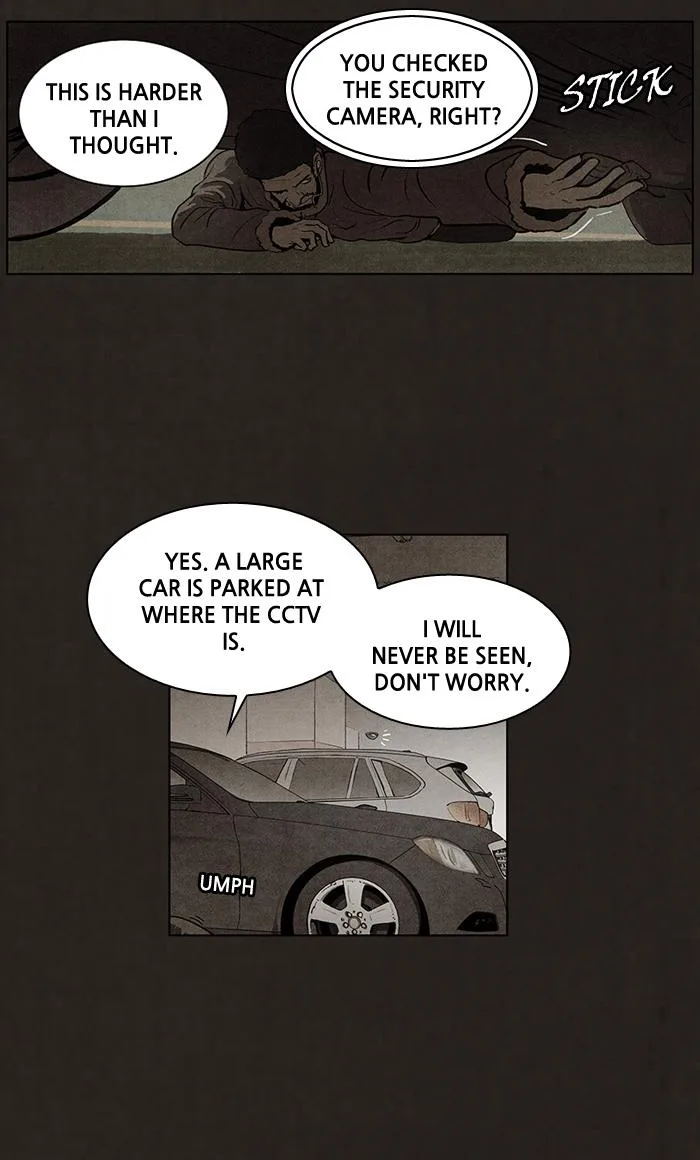 THIS IS HARDER
THAN I
THOUGHT.
YOU CHECKED
THE SECURITY
CAMERA, RIGHT?
STICK
YES. A LARGE
CAR IS PARKED AT
WHERE THE CCTV
IS.
I WILL
NEVER BE SEEN,
DON'T WORRY.
UMPH